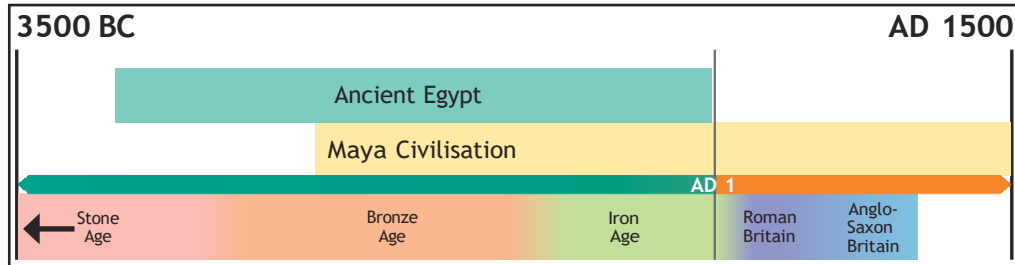 3500 BC
AD 1500
Ancient Egypt
Maya Civilisation
AD 1
Stone
Age
Bronze
Age
Iron
Age
Roman
Britain
Anglo-
Saxon
Britain